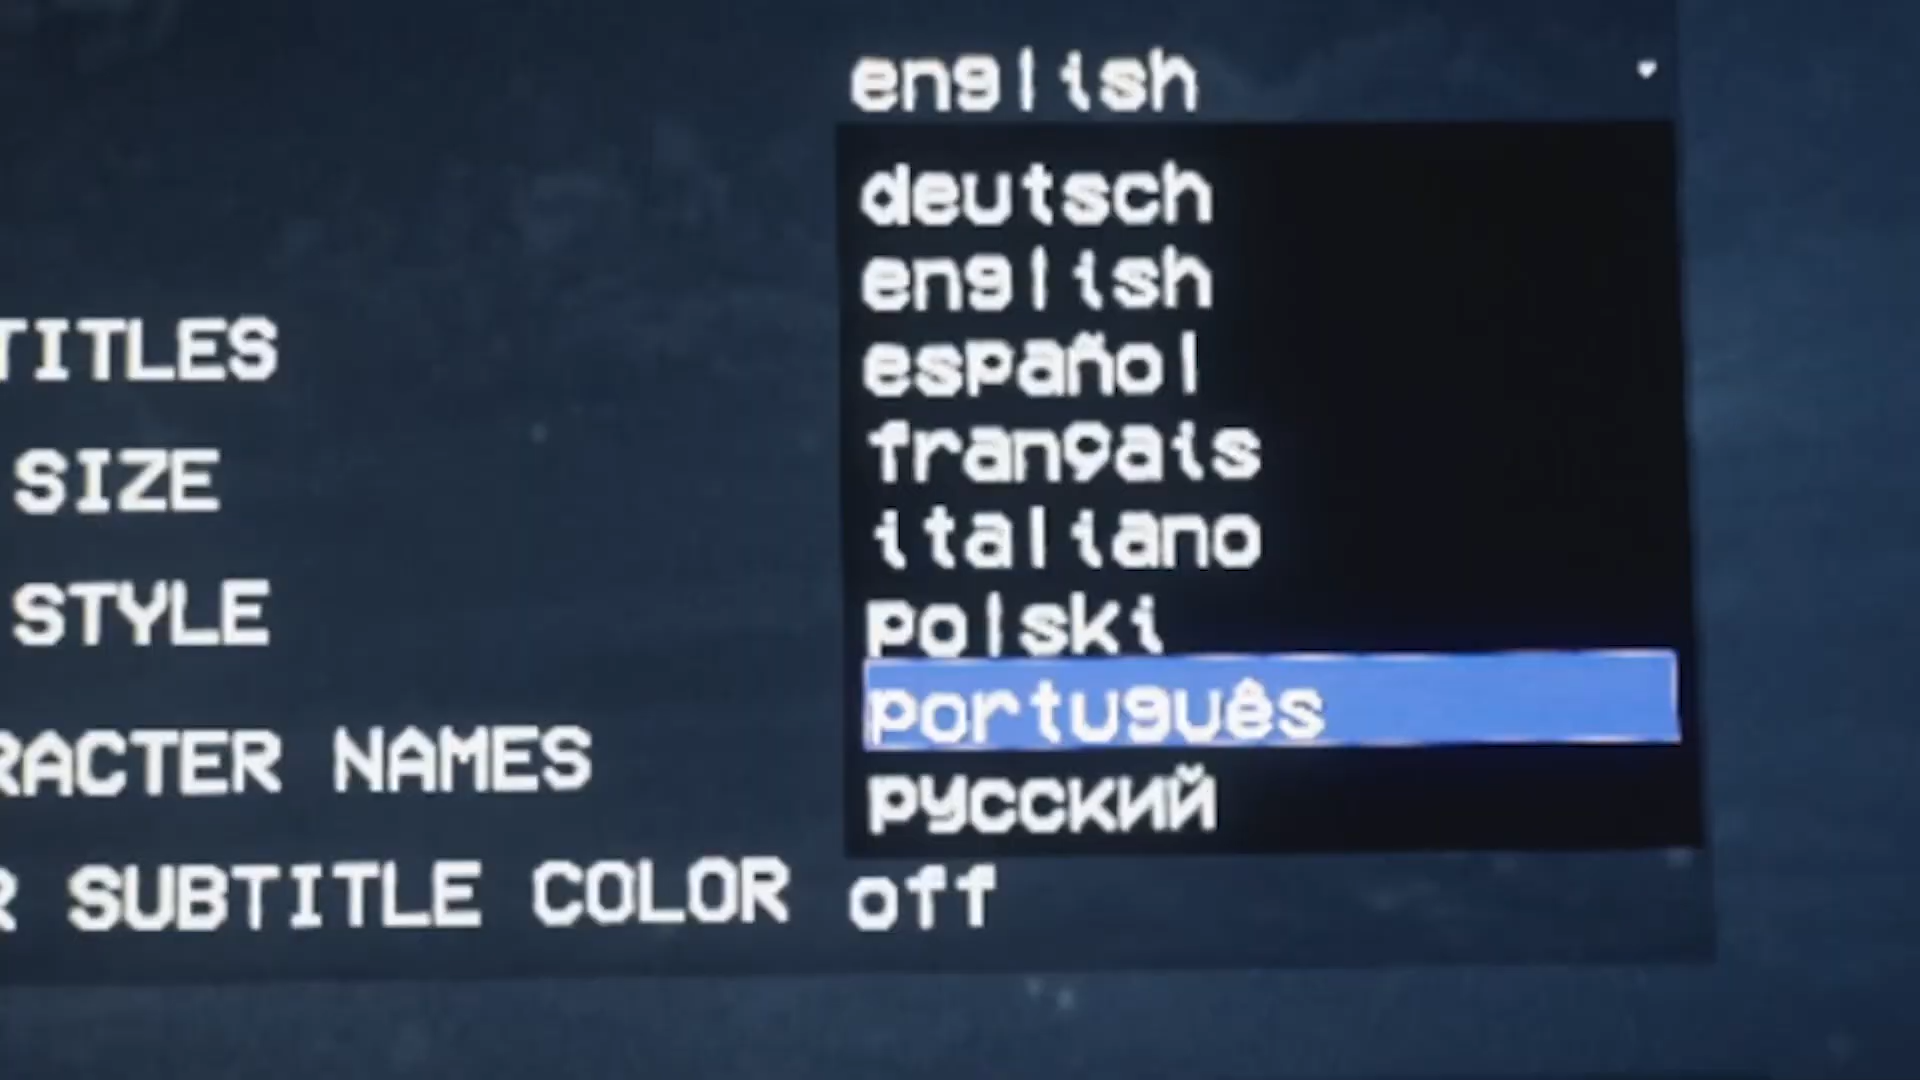 english
deutsch
english
español
TITLES
français
SIZE
italiano
STYLE
polski
português
RACTER NAMES
русский
R SUBTITLE COLOR off